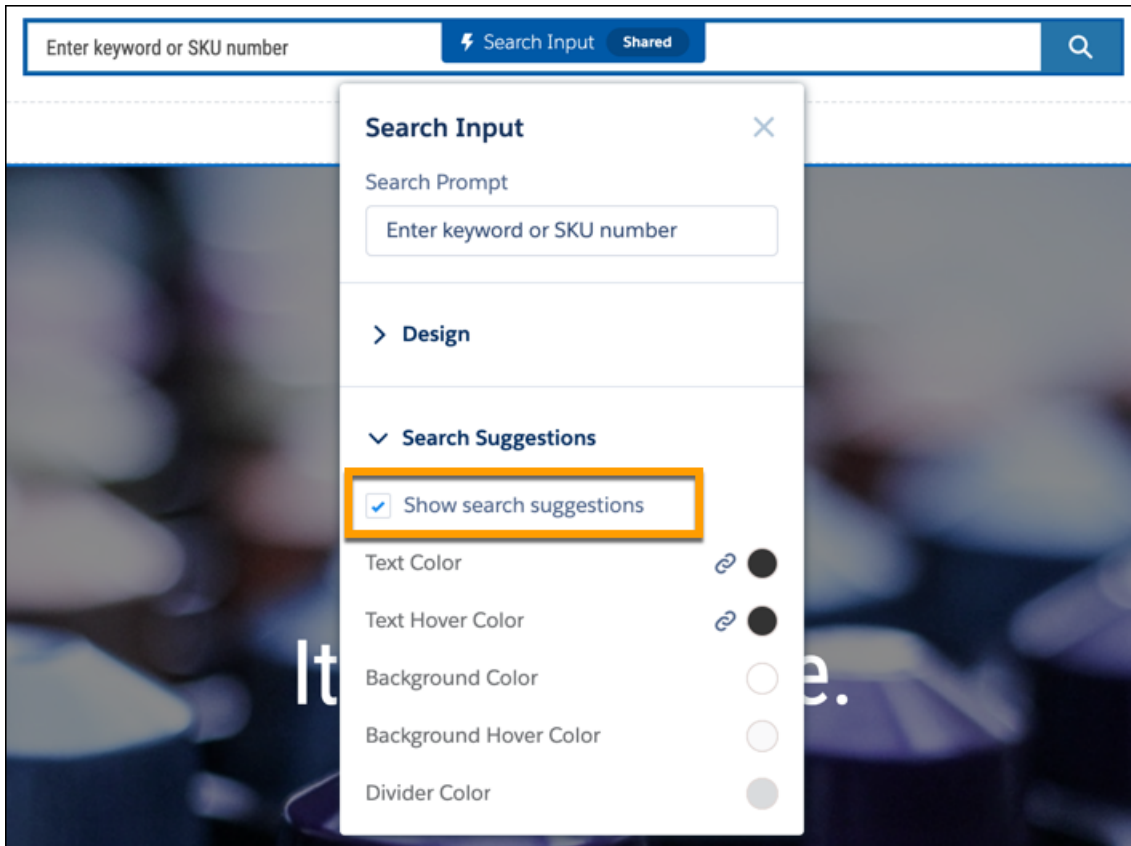 Enter keyword or SKU number
Search Input Shared
Search Input
Search Prompt
Enter keyword or SKU number
Design
Search Suggestions
Show search suggestions
Text Color
Text Hover Color
It e.
Background Color
Background Hover Color
Divider Color